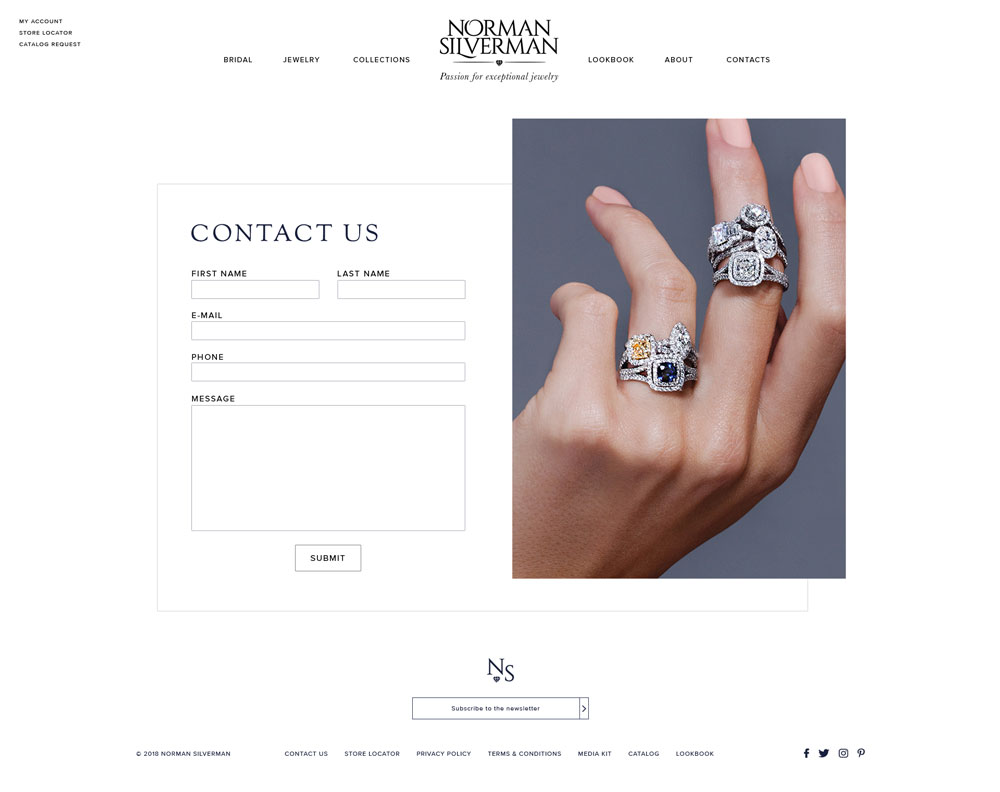 MY ACCOUNT
STORE LOCATOR
CATALOG REQUEST
BRIDAL
JEWELRY
COLLECTIONS
NORMAN
SILVERMAN
Passion for exceptional jewelry
LOOKBOOK
ABOUT
CONTACTS
CONTACT US
FIRST NAME
LAST NAME
E-MAIL
PHONE
MESSAGE
SUBMIT
NS
Subscribe to the newsletter
© 2018 NORMAN SILVERMAN
CONTACT US
STORE LOCATOR
PRIVACY POLICY
TERMS & CONDITIONS
MEDIA KIT
CATALOG
LOOKBOOK